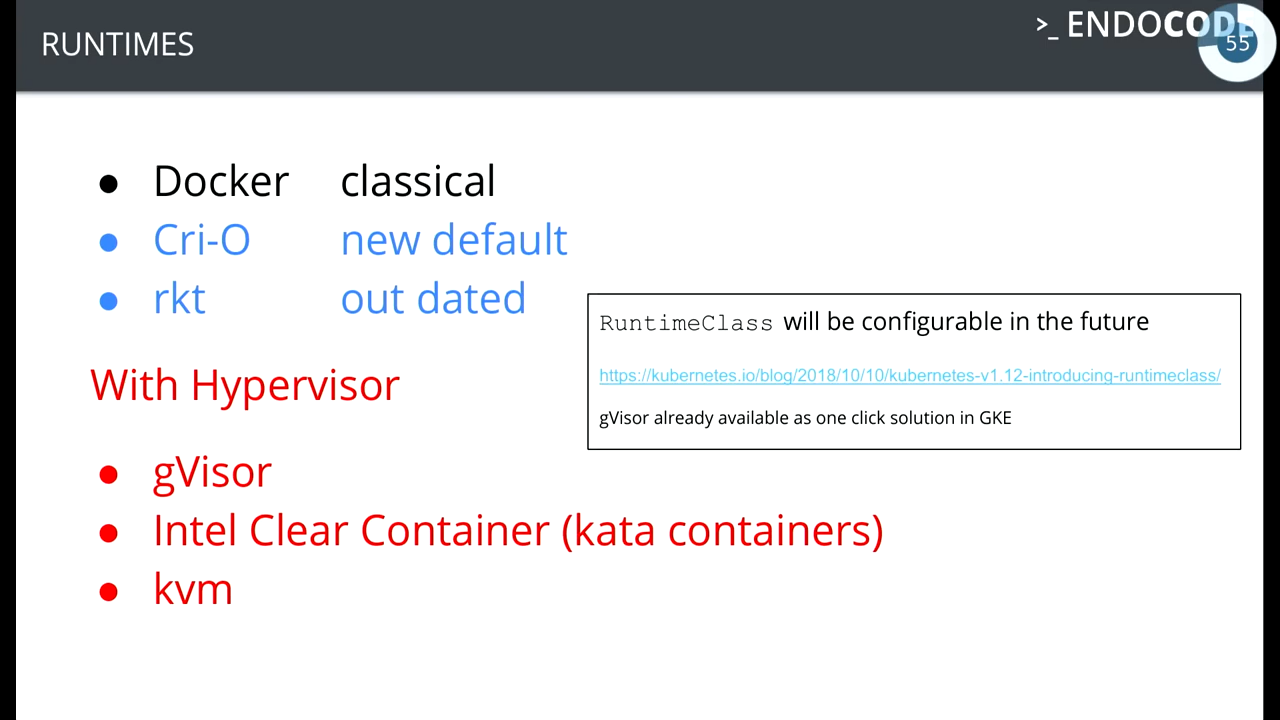 RUNTIMES
>_ ENDOCODE
55
● Docker classical
● Cri-O new default
● rkt out dated
RuntimeClass will be configurable in the future
https://kubernetes.io/blog/2018/10/10/kubernetes-v1.12-introducing-runtimeclass/
gVisor already available as one click solution in GKE
With Hypervisor
● gVisor
● Intel Clear Container (kata containers)
● kvm